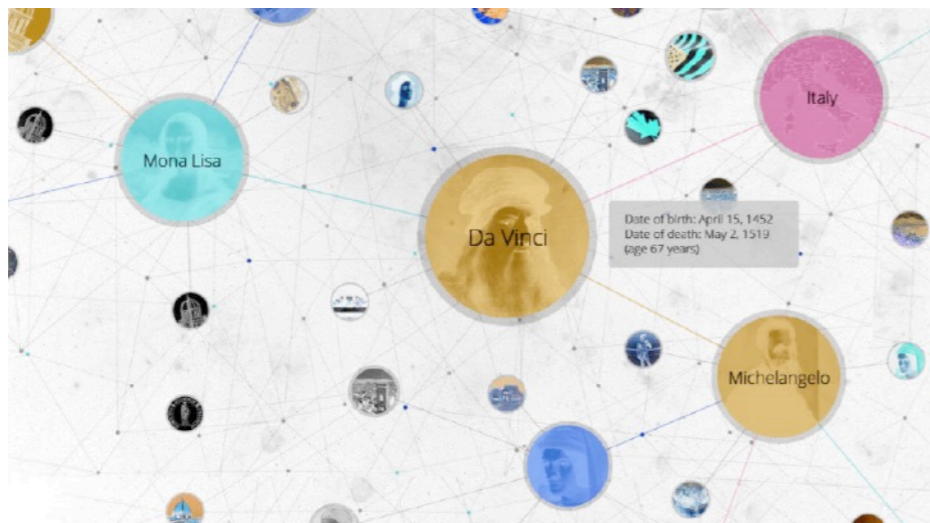 Italy
Mona Lisa
Da Vinci
Date of birth: April 15, 1452
Date of death: May 2, 1519
(age 67 years)
Michelangelo